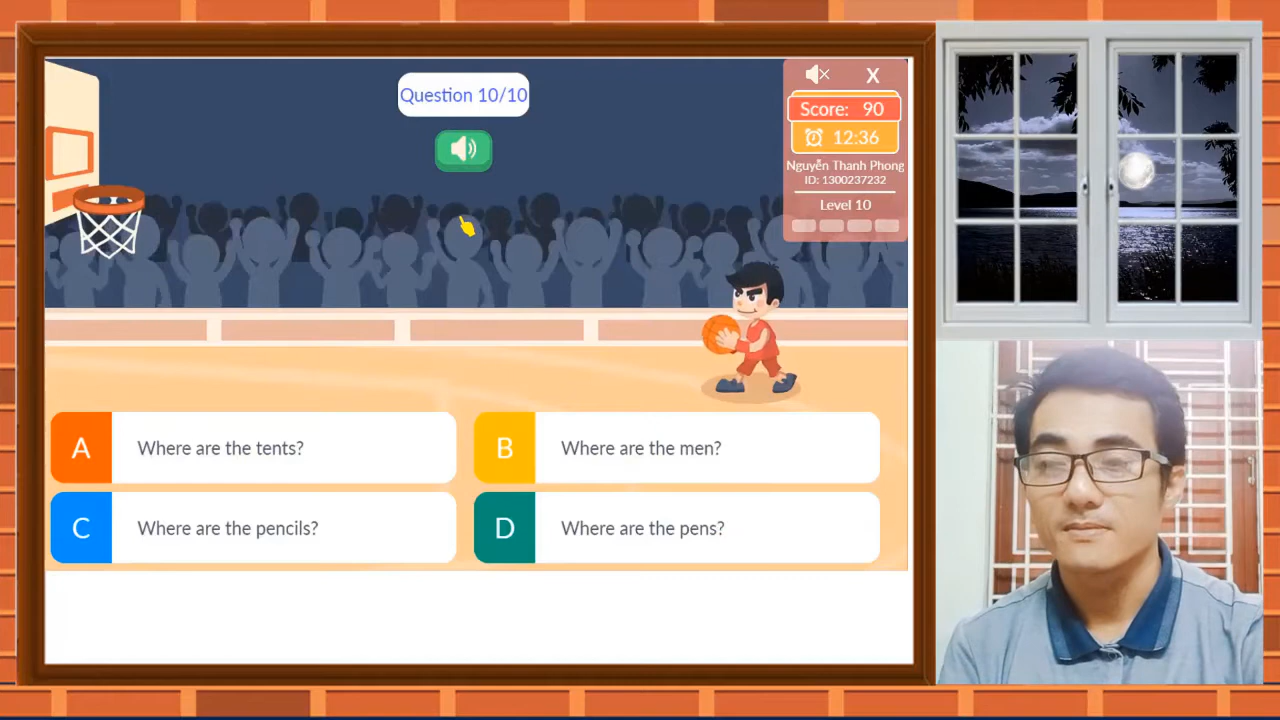 Question 10/10
X
Score: 90
12:36
Nguyễn Thanh Phong
ID: 1300237232
Level 10
A Where are the tents?
B Where are the men?
C Where are the pencils?
D Where are the pens?